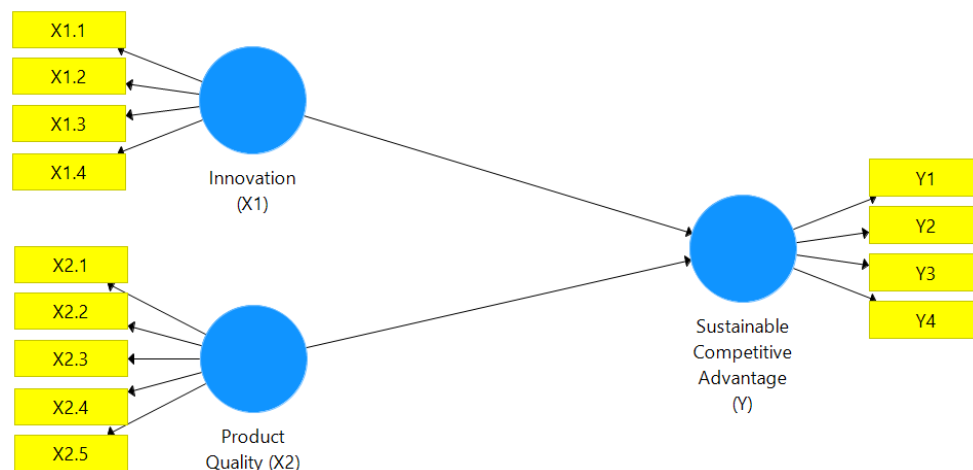 X1.1
X1.2
X1.3
X1.4
Innovation
(X1)
X2.1
X2.2
X2.3
X2.4
X2.5
Product
Quality (X2)
Y1
Y2
Y3
Y4
Sustainable
Competitive
Advantage
(Y)